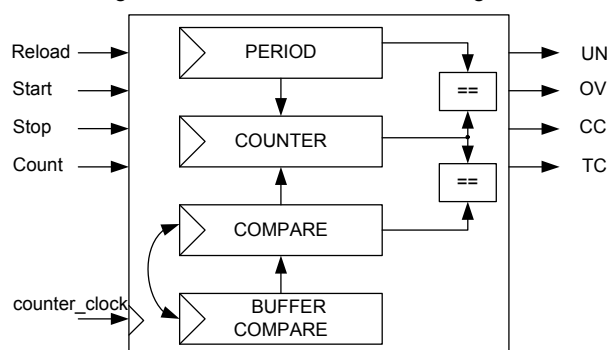 Reload
Start
Stop
Count
counter_clock
PERIOD
COUNTER
COMPARE
BUFFER
COMPARE
==
==
UN
OV
CC
TC